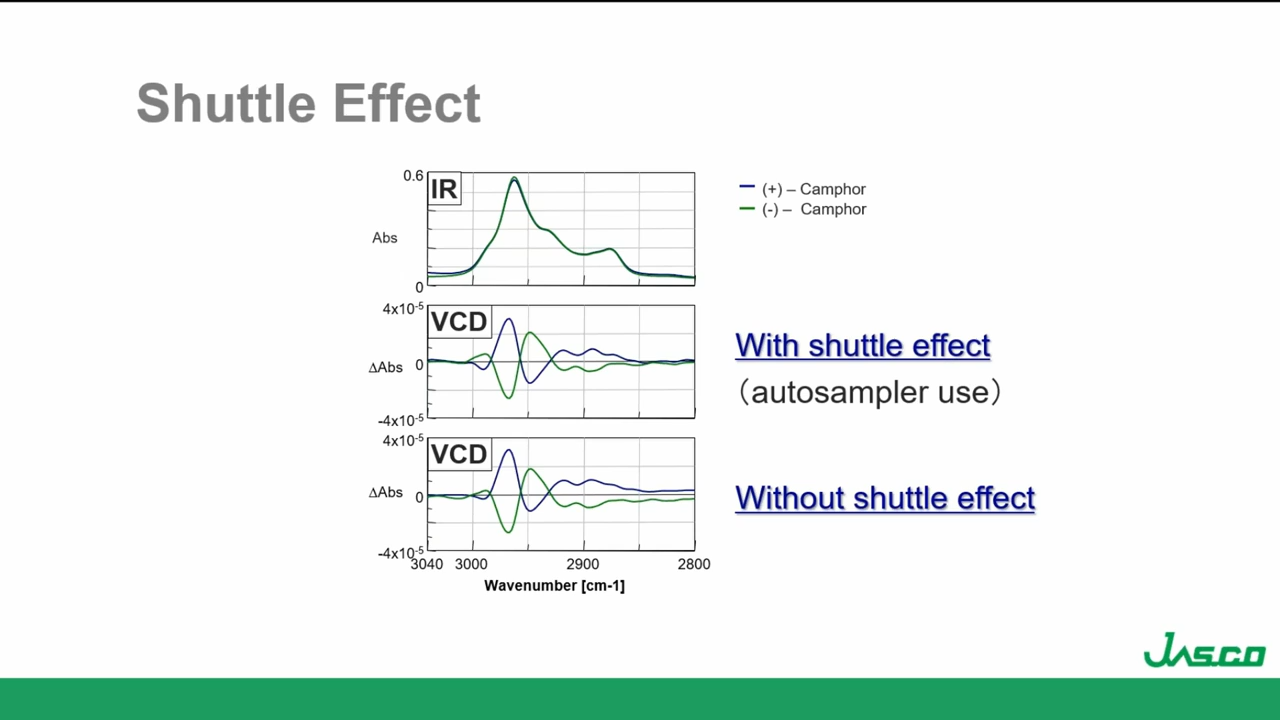 Shuttle Effect
0.6
IR
Abs
0
(+) – Camphor
(-) – Camphor
4x10-5
VCD
ΔAbs
0
-4x10-5
With shuttle effect
（autosampler use）
4x10-5
VCD
ΔAbs
0
-4x10-5
Without shuttle effect
3040 3000 2900 2800
Wavenumber [cm-1]
JASCO